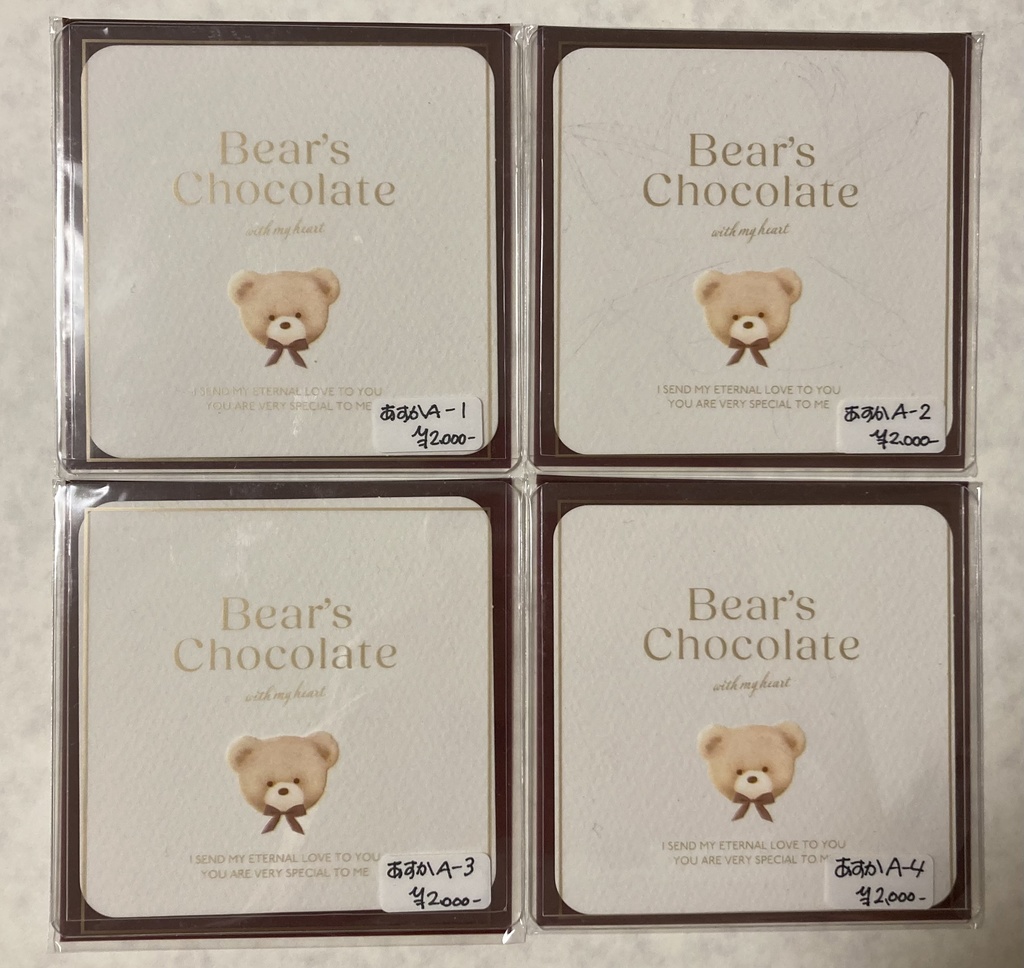 Bear's
Chocolate
with my heart
I SEND MY ETERNAL LOVE TO YOU
YOU ARE VERY SPECIAL TO ME
あすかA-1
¥2.000-
Bear's
Chocolate
with my heart
I SEND MY ETERNAL LOVE TO YOU
YOU ARE VERY SPECIAL TO ME
あすかA-2
¥2.000-
Bear's
Chocolate
with my heart
I SEND MY ETERNAL LOVE TO YOU
YOU ARE VERY SPECIAL TO ME
あすかA-3
¥2.000-
Bear's
Chocolate
with my heart
I SEND MY ETERNAL LOVE TO YOU
YOU ARE VERY SPECIAL TO
あすかA-4
¥2,000-